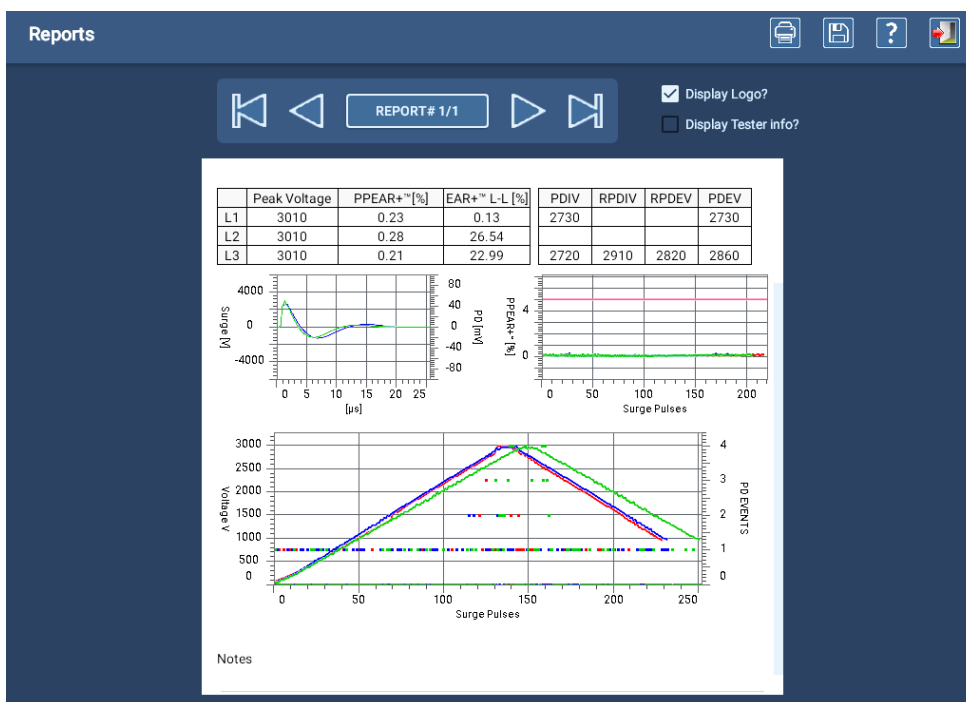 Reports
REPORT# 1/1
Display Logo?
Display Tester info?
Peak Voltage PPEAR+™[%] EAR+™ L-L [%] PDIV RPDIV RPDEV PDEV
L1 3010 0.23 0.13 2730 2730
L2 3010 0.28 26.54
L3 3010 0.21 22.99 2720 2910 2820 2860
Surge [V]
4000
0
-4000
80
40
0
-40
-80
PD [mV]
0 5 10 15 20 25
[µs]
PPEAR+™ [%]
4
0
0 50 100 150 200
Surge Pulses
Voltage V
3000
2500
2000
1500
1000
500
0
4
3
2
1
0
PD EVENTS
0 50 100 150 200 250
Surge Pulses
Notes